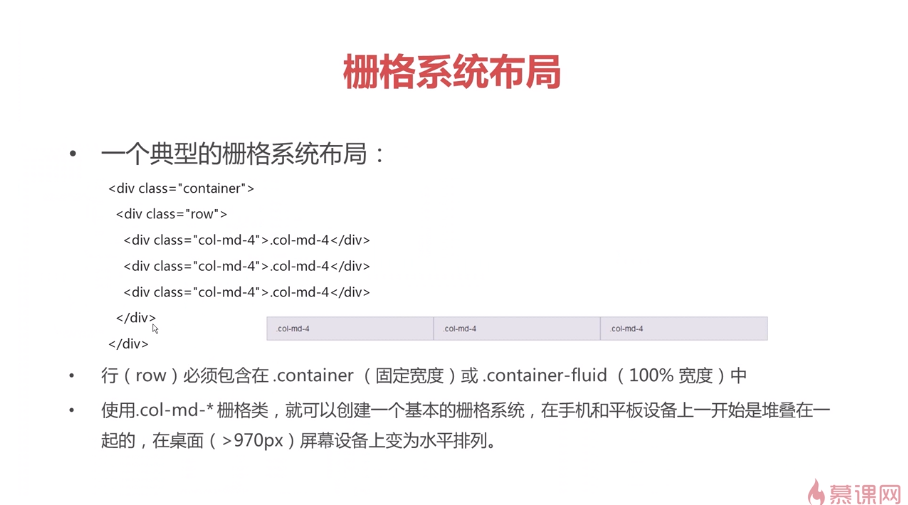 栅格系统布局
• 一个典型的栅格系统布局：
<div class="container">
<div class="row">
<div class="col-md-4">.col-md-4</div>
<div class="col-md-4">.col-md-4</div>
<div class="col-md-4">.col-md-4</div>
</div>
</div>
.col-md-4 .col-md-4 .col-md-4
• 行（row）必须包含在 .container （固定宽度）或 .container-fluid （100% 宽度）中
• 使用.col-md-* 栅格类，就可以创建一个基本的栅格系统，在手机和平板设备上一开始是堆叠在一
起的，在桌面（>970px）屏幕设备上变为水平排列。
慕课网